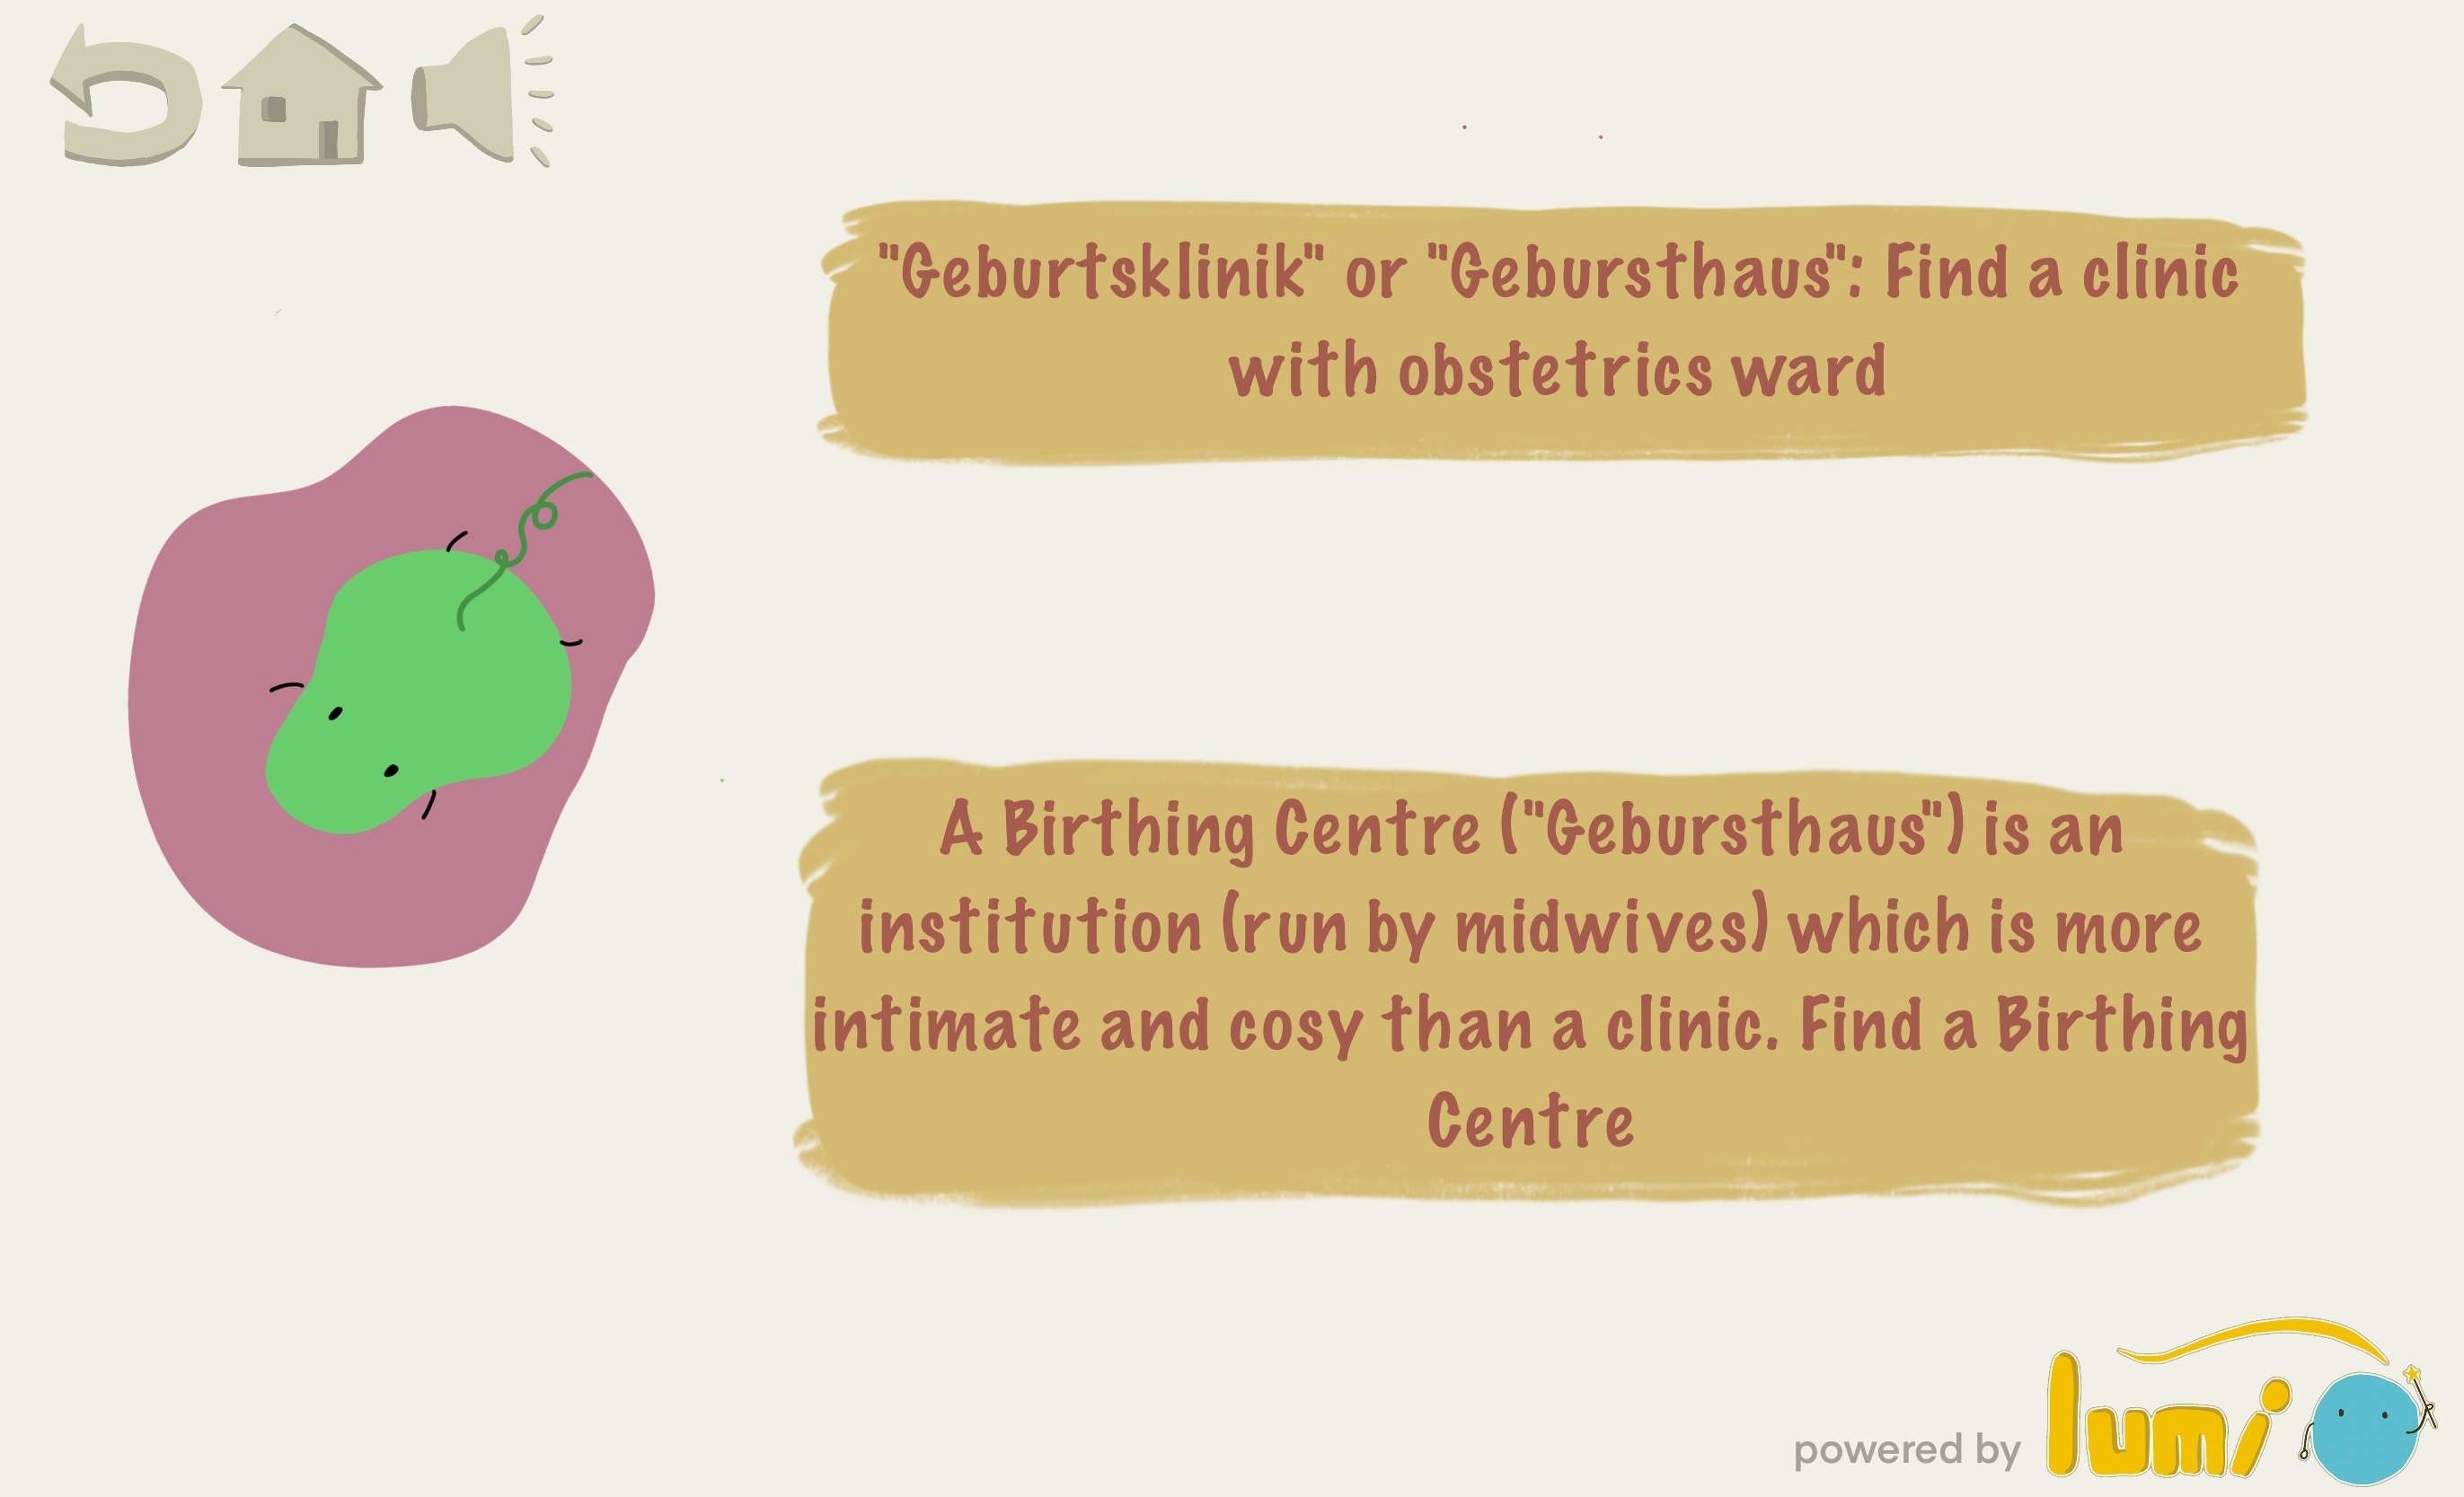 "Geburtsklinik" or "Gebursthaus": Find a clinic
with obstetrics ward
A Birthing Centre ("Gebursthaus") is an
institution (run by midwives) which is more
intimate and cosy than a clinic. Find a Birthing
Centre
powered by lumi